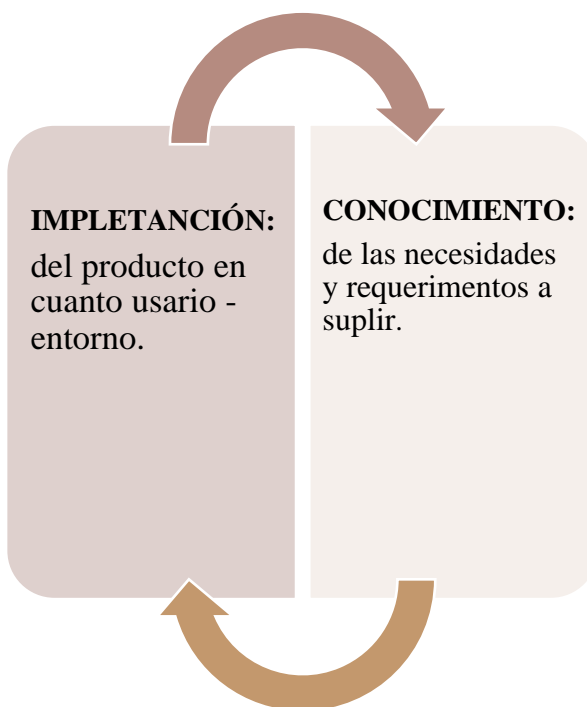 IMPLETANCIÓN:
del producto en
cuanto usario -
entorno.
CONOCIMIENTO:
de las necesidades
y requerimentos a
suplir.